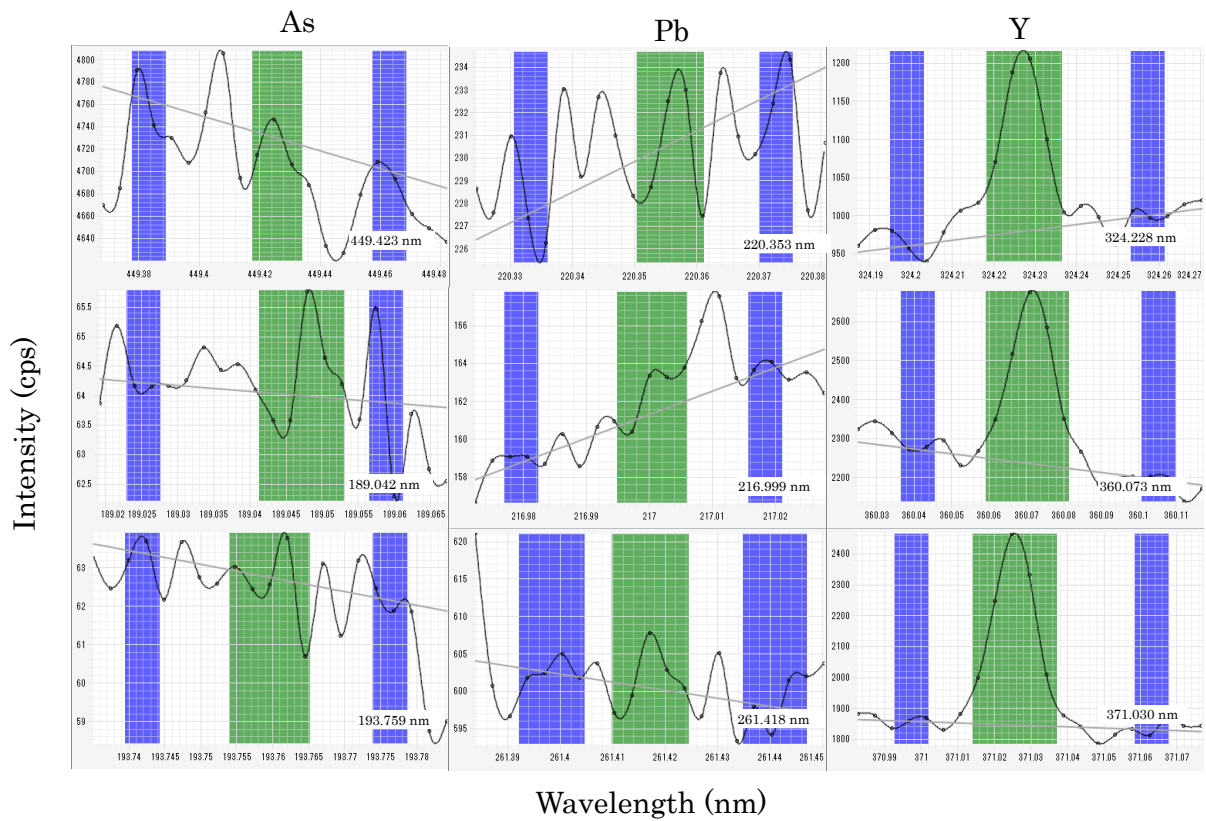 As Pb Y
Intensity (cps)
4800
4780
4760
4740
4720
4700
4680
4660
4640
449.423 nm
449.38 449.4 449.42 449.44 449.46 449.48
234
233
232
231
230
229
228
227
226
220.353 nm
220.33 220.34 220.35 220.36 220.37 220.38
1200
1150
1100
1050
1000
950
324.228 nm
324.19 324.2 324.21 324.22 324.23 324.24 324.25 324.26 324.27
65.5
65
64.5
64
63.5
63
62.5
189.042 nm
189.02 189.025 189.03 189.035 189.04 189.045 189.05 189.055 189.06 189.065
166
164
162
160
158
216.999 nm
216.98 216.99 217 217.01 217.02
2600
2500
2400
2300
2200
360.073 nm
360.03 360.04 360.05 360.06 360.07 360.08 360.09 360.1 360.11
63
62
61
60
59
193.759 nm
193.74 193.745 193.75 193.755 193.76 193.765 193.77 193.775 193.78
620
615
610
605
600
595
261.418 nm
261.39 261.4 261.41 261.42 261.43 261.44 261.45
2400
2300
2200
2100
2000
1900
1800
371.030 nm
370.99 371 371.01 371.02 371.03 371.04 371.05 371.06 371.07
Wavelength (nm)